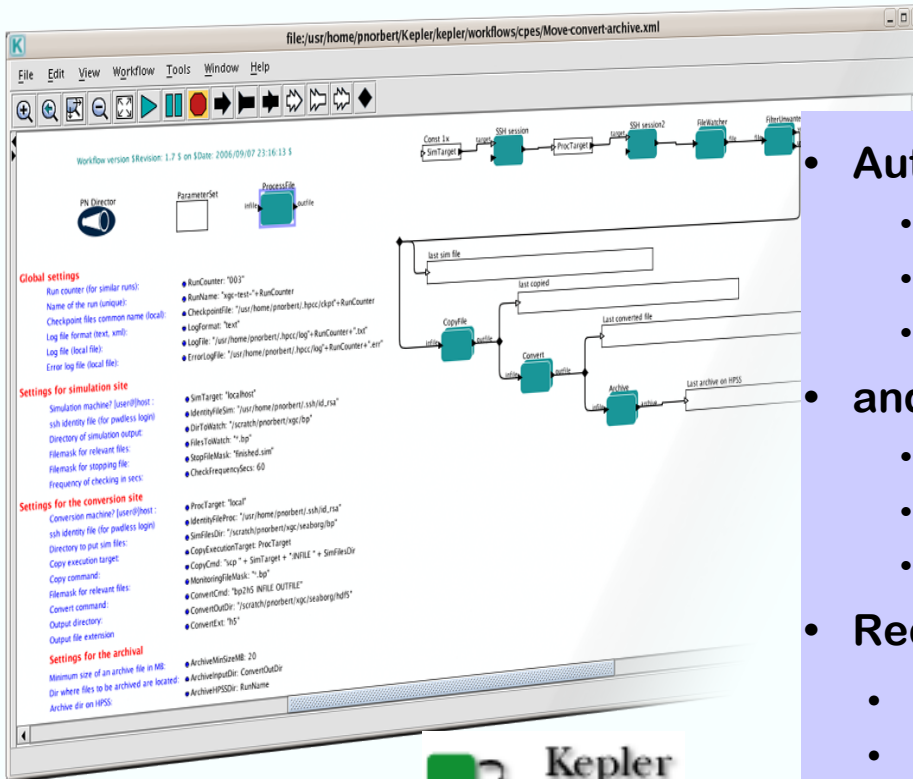 file:/usr/home/pnorbert/Kepler/kepler/workflows/cpes/Move-convert-archive.xml
File Edit View Workflow Tools Window Help
Workflow version $Revision: 1.7 $ on $Date: 2006/09/07 23:16:13 $
PN Director
ParameterSet
ProcessFile
infile
outfile
Const 1x
SimTarget
target
SSH session
ProcTarget
target
SSH session2
FileWatcher
file
file
last sim file
last copied
Last converted file
CopyFile
infile
outfile
Convert
infile
outfile
Archive
infile
archive
Last archive on HPSS
Global settings
Run counter (for similar runs): RunCounter: "003"
Name of the run (unique): RunName: "xgc-test-"+RunCounter
Checkpoint files common name (local): CheckpointFile: "/usr/home/pnorbert/.hpcc/ckpt"+RunCounter
Log file format (text, xml): LogFormat: "text"
Log file (local file): LogFile: "/usr/home/pnorbert/.hpcc/log"+RunCounter+".txt"
Error log file (local file): ErrorLogFile: "/usr/home/pnorbert/.hpcc/log"+RunCounter+".err"
Settings for simulation site
Simulation machine? [user@]host : SimTarget: "localhost"
ssh identity file (for pwdless login) IdentityFileSim: "/usr/home/pnorbert/.ssh/id_rsa"
Directory of simulation output: DirToWatch: "/scratch/pnorbert/xgc/bp"
Filemask for relevant files: FilesToWatch: "*.bp"
Filemask for stopping file: StopFileMask: "finished.sim"
Frequency of checking in secs: CheckFrequencySecs: 60
Settings for the conversion site
Conversion machine? [user@]host : ProcTarget: "local"
ssh identity file (for pwdless login) IdentityFileProc: "/usr/home/pnorbert/.ssh/id_rsa"
Directory to put sim files: SimFilesDir: "/scratch/pnorbert/xgc/seaborg/bp"
Copy execution target CopyExecutionTarget: ProcTarget
Copy command: CopyCmd: "scp " + SimTarget + ":INFILE " + SimFilesDir
Filemask for relevant files: MonitoringFileMask: "*.bp"
Convert command: ConvertCmd: "bp2h5 INFILE OUTFILE"
Output directory: ConvertOutDir: "/scratch/pnorbert/xgc/seaborg/hdf5"
Output file extension ConvertExt: "h5"
Settings for the archival
Minimum size of an archive file in MB: ArchiveMinSizeMB: 20
Dir where files to be archived are located: ArchiveInputDir: ConvertOutDir
Archive dir on HPSS: ArchiveHPSSDir: RunName
Kepler